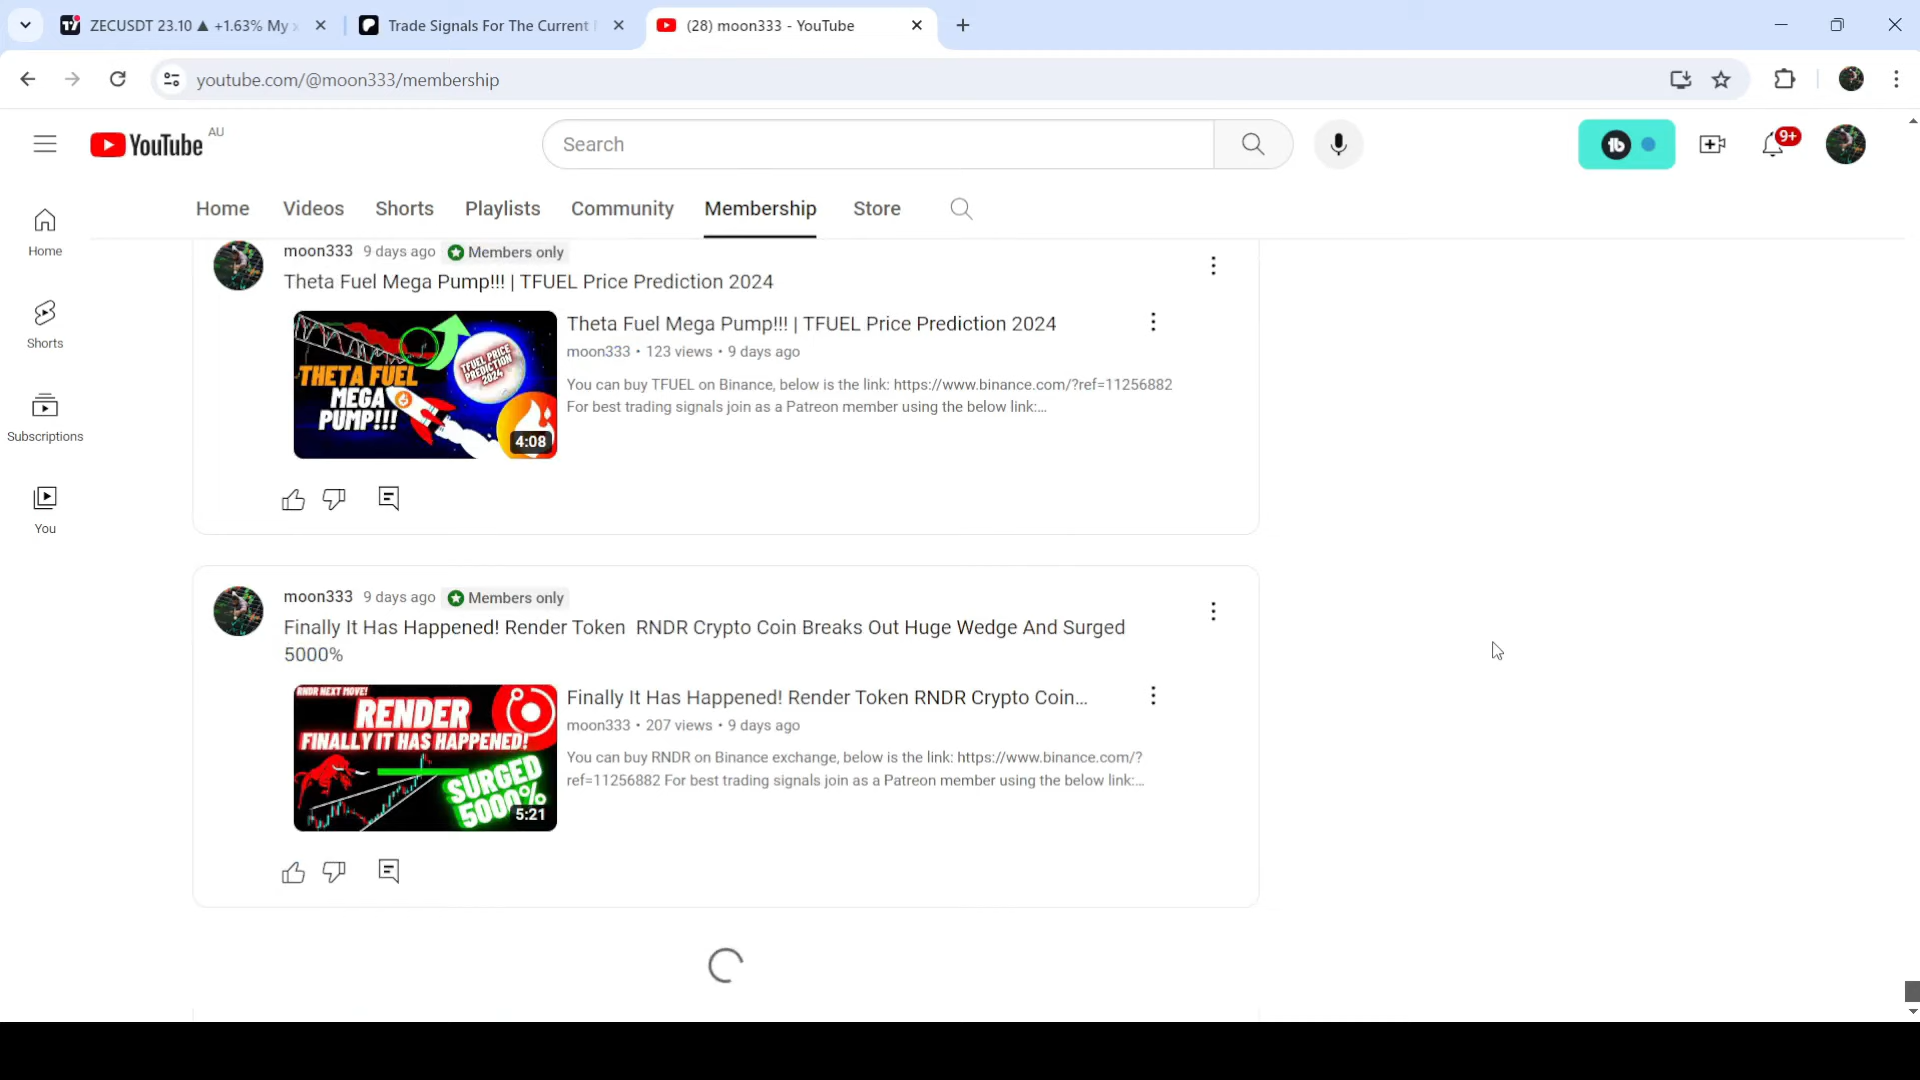 ZECUSDT 23.10 ▲ +1.63% My x
Trade Signals For The Current
(28) moon333 - YouTube
youtube.com/@moon333/membership
YouTube AU
Search
9+
Home
Videos
Shorts
Playlists
Community
Membership
Store
Home
Shorts
Subscriptions
You
moon333 9 days ago Members only
Theta Fuel Mega Pump!!! | TFUEL Price Prediction 2024
THETA FUEL
MEGA
PUMP!!!
TFUEL PRICE
PREDICTION
2024
4:08
Theta Fuel Mega Pump!!! | TFUEL Price Prediction 2024
moon333 • 123 views • 9 days ago
You can buy TFUEL on Binance, below is the link: https://www.binance.com/?ref=11256882
For best trading signals join as a Patreon member using the below link:...
moon333 9 days ago Members only
Finally It Has Happened! Render Token RNDR Crypto Coin Breaks Out Huge Wedge And Surged
5000%
RNDR NEXT MOVE!
RENDER
FINALLY IT HAS HAPPENED!
SURGED
5000%
5:21
Finally It Has Happened! Render Token RNDR Crypto Coin...
moon333 • 207 views • 9 days ago
You can buy RNDR on Binance exchange, below is the link: https://www.binance.com/?
ref=11256882 For best trading signals join as a Patreon member using the below link:...